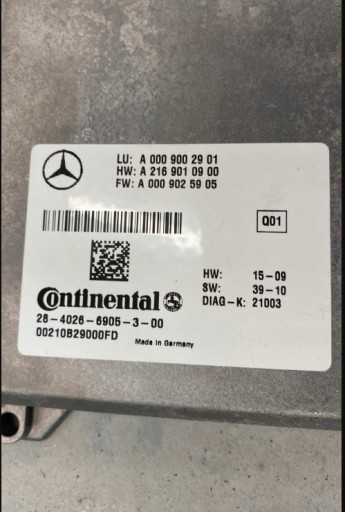 LU: A 000 900 29 01
HW: A 216 901 09 00
FW: A 000 902 59 05
Q01
HW: 15-09
SW: 39-10
DIAG-K: 21003
Continental
28-4026-6905-3-00
00210B29000FD
Made in Germany